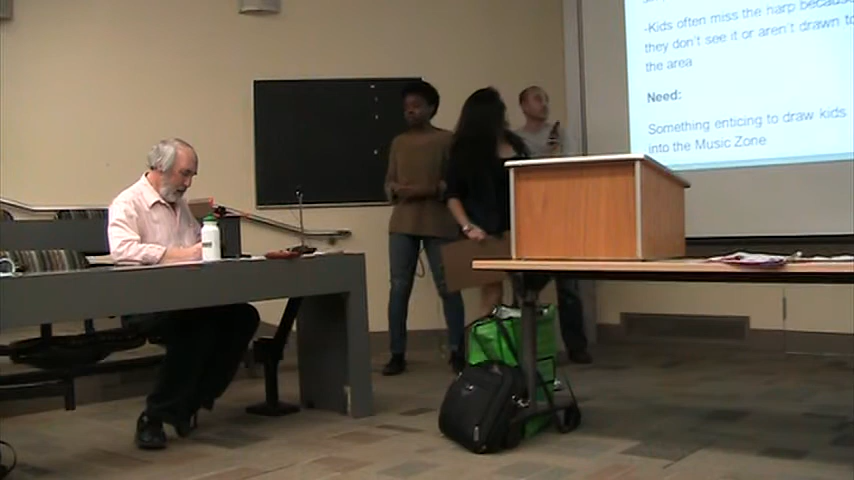 -Kids often miss the harp because
they don't see it or aren't drawn to
the area
Need:
Something enticing to draw kids
into the Music Zone